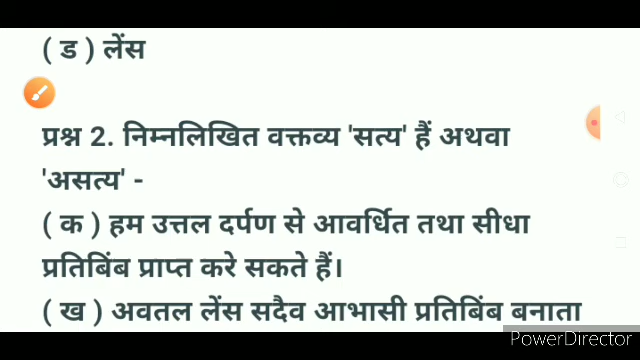 ( ड ) लेंस
प्रश्न 2. निम्नलिखित वक्तव्य 'सत्य' हैं अथवा
'असत्य' -
( क ) हम उत्तल दर्पण से आवर्धित तथा सीधा
प्रतिबिंब प्राप्त करे सकते हैं।
( ख ) अवतल लेंस सदैव आभासी प्रतिबिंब बनाता
PowerDirector